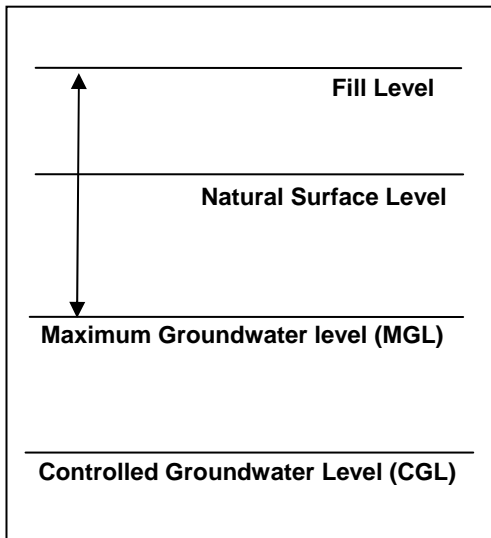 Fill Level
Natural Surface Level
Maximum Groundwater level (MGL)
Controlled Groundwater Level (CGL)